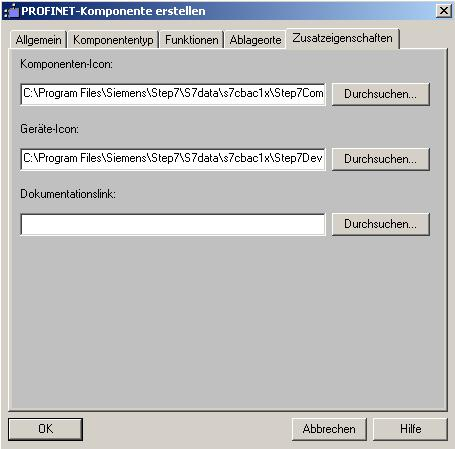 PROFINET-Komponente erstellen
Allgemein Komponententyp Funktionen Ablageorte Zusatzeigenschaften
Komponenten-Icon:
C:\Program Files\Siemens\Step7\S7data\s7cbac1x\Step7Com Durchsuchen...
Geräte-Icon:
C:\Program Files\Siemens\Step7\S7data\s7cbac1x\Step7Dev Durchsuchen...
Dokumentationslink:
Durchsuchen...
OK Abbrechen Hilfe